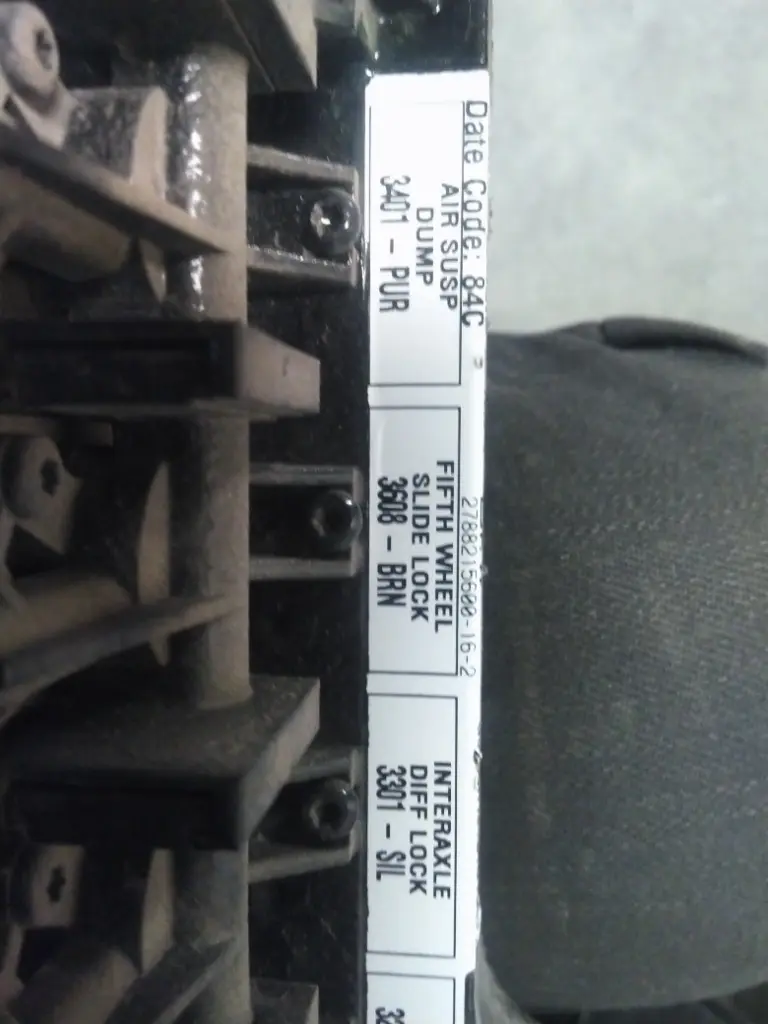 Date Code: 84C
2788215600-16-2
AIR SUSP
DUMP
3401 - PUR
FIFTH WHEEL
SLIDE LOCK
3608 - BRN
INTERAXLE
DIFF LOCK
3301 - SIL